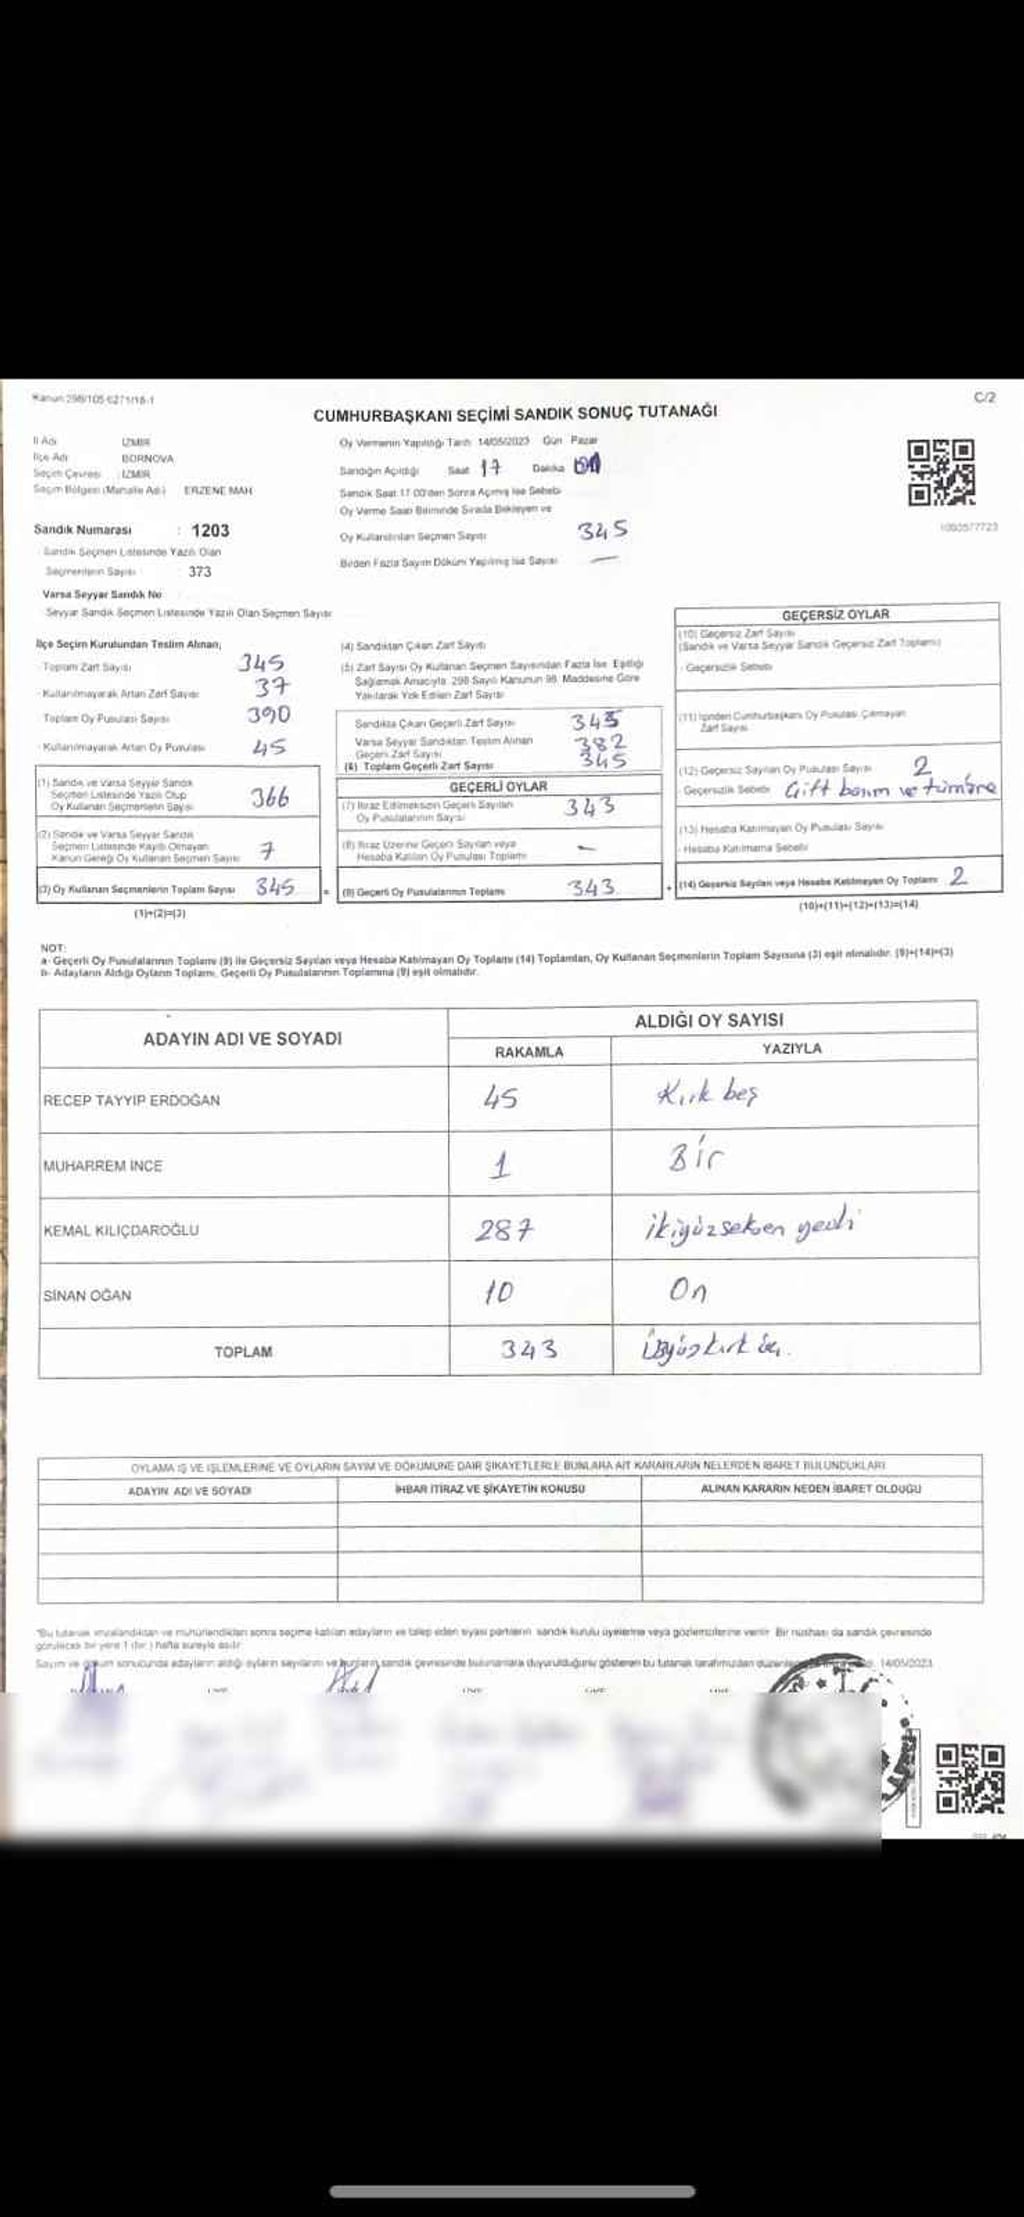 Kanun 298/105-6271/18-1
C/2
CUMHURBAŞKANI SEÇİMİ SANDIK SONUÇ TUTANAĞI
İl Adı İZMİR
İlçe Adı BORNOVA
Seçim Çevresi : İZMİR
Seçim Bölgesi (Mahalle Adı) ERZENE MAH
Oy Vermenin Yapıldığı Tarih 14/05/2023 Gün Pazar
Sandığın Açıldığı Saat 17 Dakika
Sandık Saat 17.00'den Sonra Açımış İse Sebebi
Oy Verme Saati Bitiminde Sırada Bekleyen ve
Oy Kullandırılan Seçmen Sayısı 345
Birden Fazla Sayım Döküm Yapılmış İse Sayısı —
1060577723
Sandık Numarası : 1203
Sandık Seçmen Listesinde Yazılı Olan
Seçmenlerin Sayısı 373
Varsa Seyyar Sandık No
Seyyar Sandık Seçmen Listesinde Yazılı Olan Seçmen Sayısı
İlçe Seçim Kurulundan Teslim Alınan;
Toplam Zarf Sayısı 345
- Kullanılmayarak Artan Zarf Sayısı 37
Toplam Oy Pusulası Sayısı 390
- Kullanılmayarak Artan Oy Pusulası 45
(1) Sandık ve Varsa Seyyar Sandık
Seçmen Listesinde Yazılı Olup
Oy Kullanan Seçmenlerin Sayısı 366
(2) Sandık ve Varsa Seyyar Sandık
Seçmen Listesinde Kayıtlı Olmayan
Kanun Gereği Oy Kullanan Seçmen Sayısı 7
(3) Oy Kullanan Seçmenlerin Toplam Sayısı 345 =
(1)+(2)=(3)
(4) Sandıktan Çıkan Zarf Sayısı
(5) Zarf Sayısı Oy Kullanan Seçmen Sayısından Fazla İse Eşitliği
Sağlamak Amacıyla 298 Sayılı Kanunun 98. Maddesine Göre
Yakılarak Yok Edilen Zarf Sayısı
Sandıkta Çıkan Geçerli Zarf Sayısı 345
Varsa Seyyar Sandıktan Teslim Alınan
Geçerli Zarf Sayısı 382
(6) Toplam Geçerli Zarf Sayısı 345
GEÇERLİ OYLAR
(7) İtiraz Edilmeksizin Geçerli Sayılan
Oy Pusulalarının Sayısı 343
(8) İtiraz Üzerine Geçerli Sayılan veya
Hesaba Katılan Oy Pusulası Toplamı -
(9) Geçerli Oy Pusulalarının Toplamı 343 +
GEÇERSİZ OYLAR
(10) Geçersiz Zarf Sayısı
(Sandık ve Varsa Seyyar Sandık Geçersiz Zarf Toplamı)
- Geçersizlik Sebebi
(11) İçinden Cumhurbaşkanı Oy Pusulası Çıkmayan
Zarf Sayısı
(12) Geçersiz Sayılan Oy Pusulası Sayısı 2
- Geçersizlik Sebebi Çift basım ve tümüne
(13) Hesaba Katılmayan Oy Pusulası Sayısı
- Hesaba Katılmama Sebebi
(14) Geçersiz Sayılan veya Hesaba Katılmayan Oy Toplamı 2
(10)+(11)+(12)+(13)=(14)
NOT:
a- Geçerli Oy Pusulalarının Toplamı (9) ile Geçersiz Sayılan veya Hesaba Katılmayan Oy Toplamı (14) Toplamları, Oy Kullanan Seçmenlerin Toplam Sayısına (3) eşit olmalıdır. (9)+(14)=(3)
b- Adayların Aldığı Oyların Toplamı, Geçerli Oy Pusulalarının Toplamına (9) eşit olmalıdır.
ADAYIN ADI VE SOYADI
ALDIĞI OY SAYISI
RAKAMLA YAZIYLA
RECEP TAYYIP ERDOĞAN 45 Kırk beş
MUHARREM İNCE 1 Bir
KEMAL KILIÇDAROĞLU 287 ikiyüzseksen yedi
SİNAN OĞAN 10 On
TOPLAM 343 üçyüzkırk üç.
OYLAMA İŞ VE İŞLEMLERİNE VE OYLARIN SAYIM VE DÖKÜMÜNE DAİR ŞİKAYETLERLE BUNLARA AİT KARARLARIN NELERDEN İBARET BULUNDUKLARI
ADAYIN ADI VE SOYADI İHBAR İTİRAZ VE ŞİKAYETİN KONUSU ALINAN KARARIN NEDEN İBARET OLDUĞU
*Bu tutanak imzalandıktan ve mühürlendikten sonra seçime katılan adayların ve talep eden siyasi partilerin sandık kurulu üyelerine veya gözlemcilerine verilir. Bir nüshası da sandık çevresinde
görülecek bir yere 1 (bir) hafta süreyle asılır
Sayım ve döküm sonucunda adayların aldığı oyların sayılarını ve bunların sandık çevresinde bulunanlara duyurulduğunu gösteren bu tutanak tarafımızdan 14/05/2023